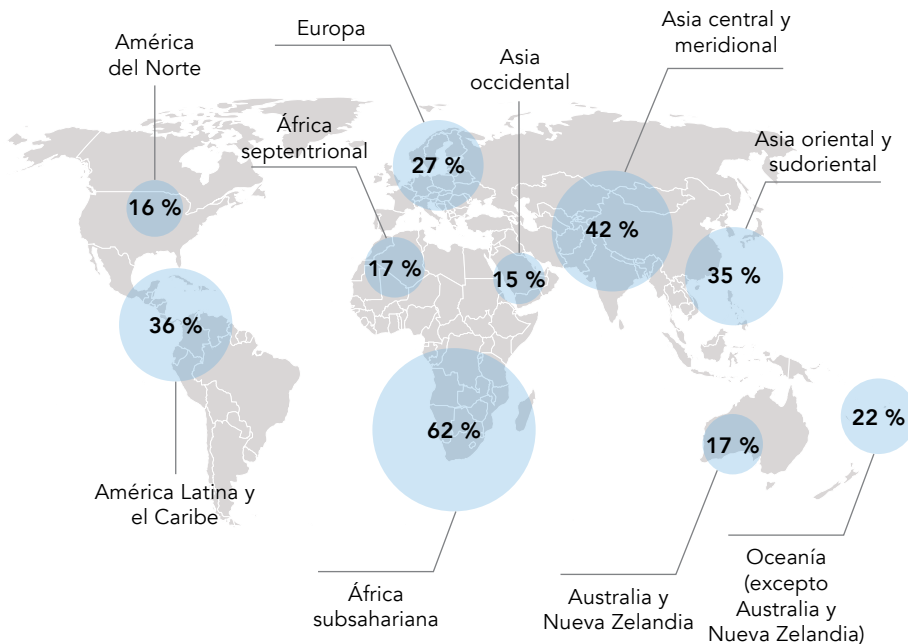 América
del Norte
16 %
Europa
27 %
Asia
occidental
15 %
Asia central y
meridional
42 %
África
septentrional
17 %
Asia oriental y
sudoriental
35 %
36 %
América Latina y
el Caribe
62 %
África
subsahariana
17 %
Australia y
Nueva Zelandia
22 %
Oceanía
(excepto
Australia y
Nueva Zelandia)